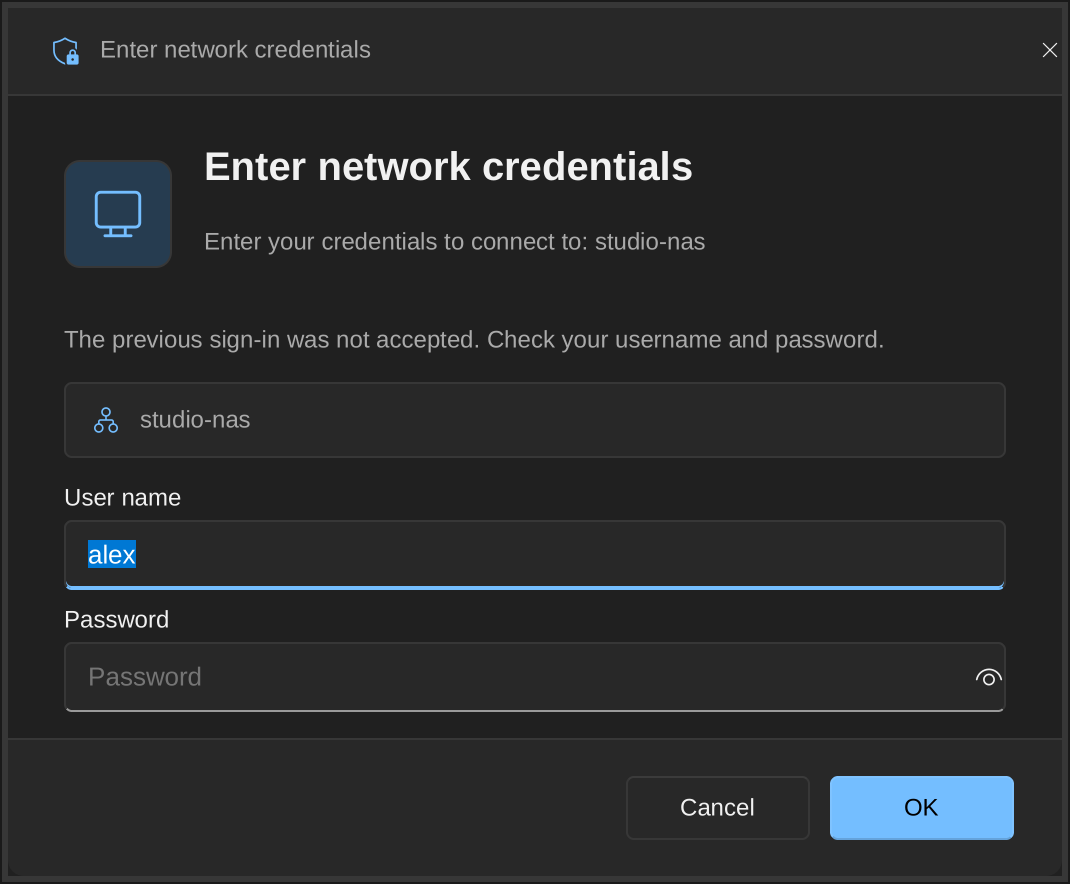 Enter network credentials
Enter network credentials
Enter your credentials to connect to: studio-nas
The previous sign-in was not accepted. Check your username and password.
studio-nas
User name
alex
Password
Password
Cancel
OK